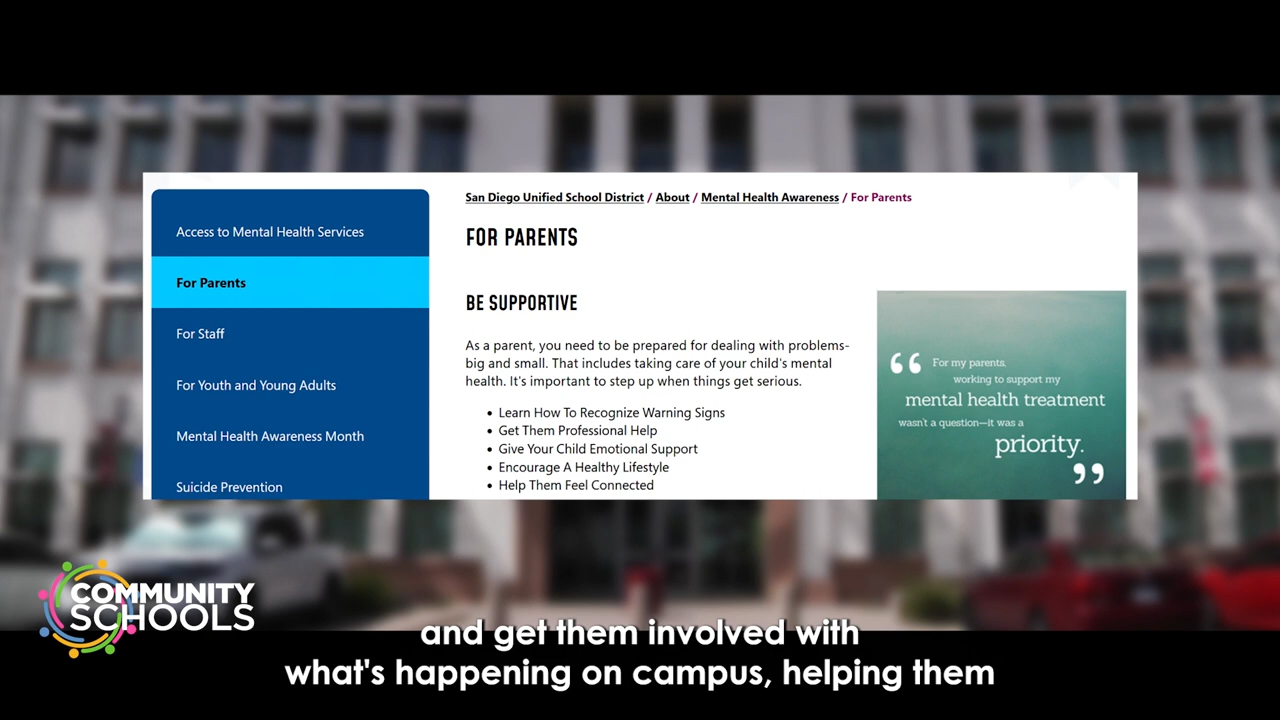 San Diego Unified School District / About / Mental Health Awareness / For Parents
Access to Mental Health Services
For Parents
For Staff
For Youth and Young Adults
Mental Health Awareness Month
Suicide Prevention
FOR PARENTS
BE SUPPORTIVE
As a parent, you need to be prepared for dealing with problems-
big and small. That includes taking care of your child's mental
health. It's important to step up when things get serious.
• Learn How To Recognize Warning Signs
• Get Them Professional Help
• Give Your Child Emotional Support
• Encourage A Healthy Lifestyle
• Help Them Feel Connected
“For my parents,
working to support my
mental health treatment
wasn't a question—it was a
priority.”
COMMUNITY
SCHOOLS
and get them involved with
what's happening on campus, helping them